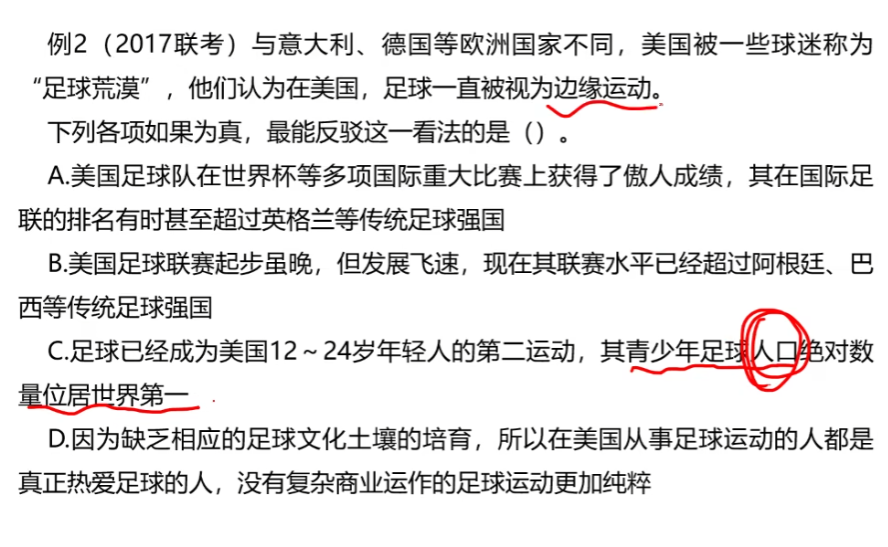 例2（2017联考）与意大利、德国等欧洲国家不同，美国被一些球迷称为
“足球荒漠”，他们认为在美国，足球一直被视为边缘运动。
下列各项如果为真，最能反驳这一看法的是（）。
A.美国足球队在世界杯等多项国际重大比赛上获得了傲人成绩，其在国际足
联的排名有时甚至超过英格兰等传统足球强国
B.美国足球联赛起步虽晚，但发展飞速，现在其联赛水平已经超过阿根廷、巴
西等传统足球强国
C.足球已经成为美国12～24岁年轻人的第二运动，其青少年足球人口绝对数
量位居世界第一
D.因为缺乏相应的足球文化土壤的培育，所以在美国从事足球运动的人都是
真正热爱足球的人，没有复杂商业运作的足球运动更加纯粹